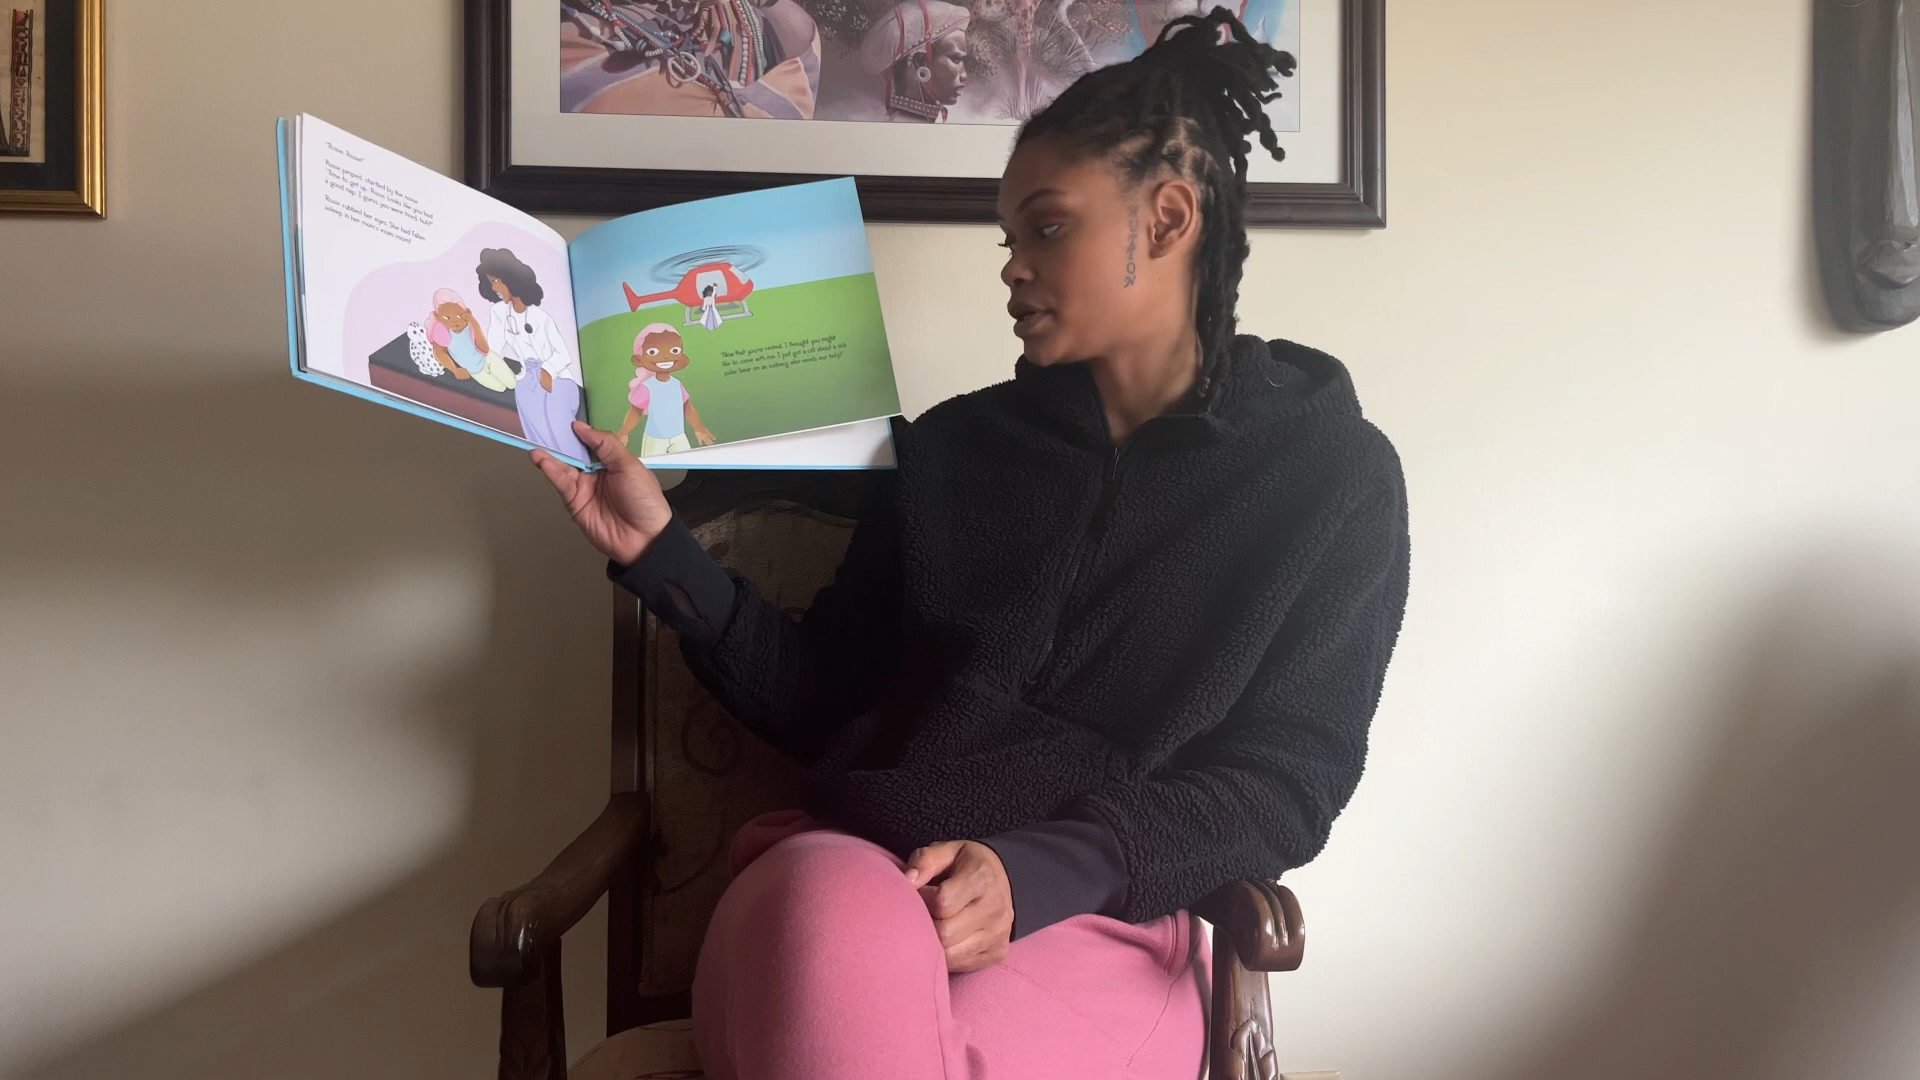 "Rosie, Rosie!"
Rosie jumped, startled by the noise.
"Time to get up, Rosie. Looks like you had
a good nap. I guess you were tired, huh?"
Rosie rubbed her eyes. She had fallen
asleep in her mom's exam room!
"Now that you're rested, I thought you might
like to come with me. I just got a call about a sick
polar bear on an iceberg who needs our help!"